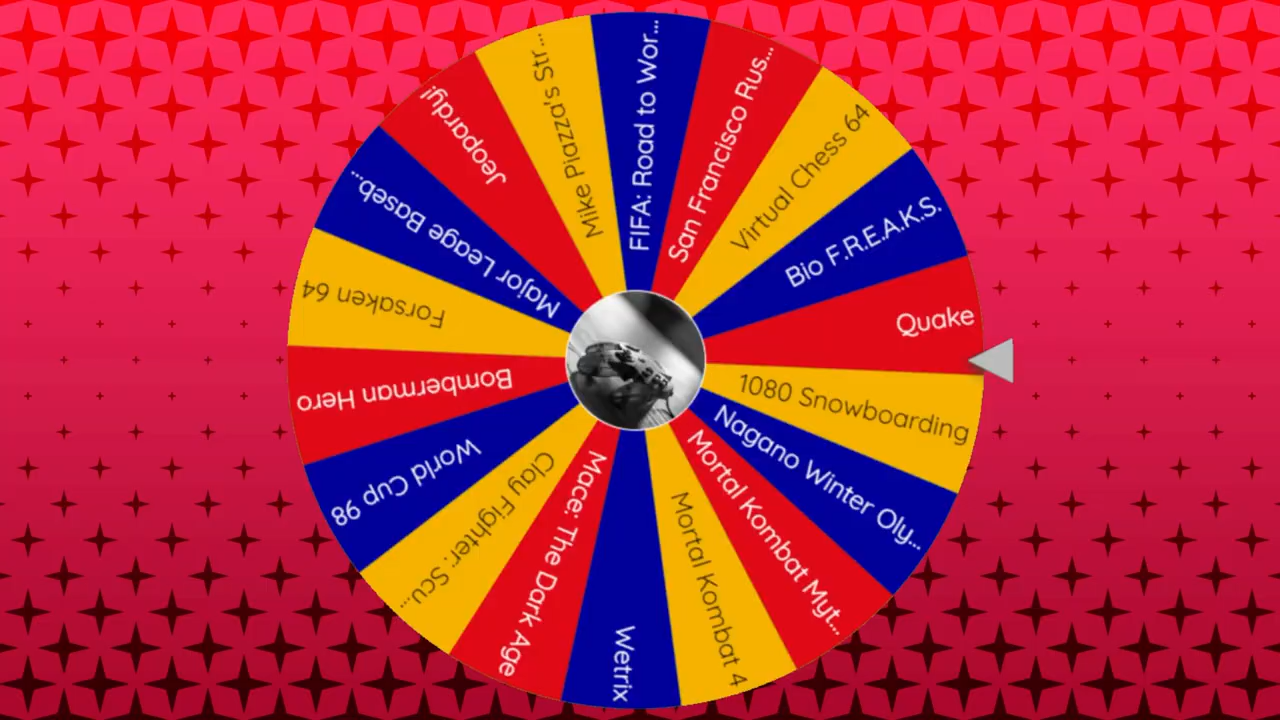 FIFA: Road to Wor...
San Francisco Rus...
Virtual Chess 64
Bio F.R.E.A.K.S.
Quake
1080 Snowboarding
Nagano Winter Oly...
Mortal Kombat Myt...
Mortal Kombat 4
Wetrix
Mace: The Dark Age
Clay Fighter: Scu...
World Cup 98
Bomberman Hero
Forsaken 64
Major League Baseb...
Jeopardy!
Mike Piazza's Str...